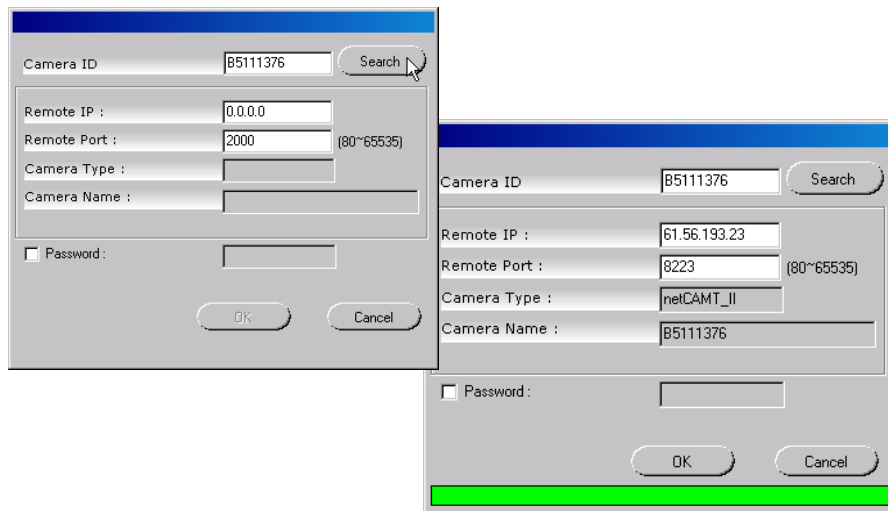 Camera ID B5111376 Search
Remote IP : 0.0.0.0
Remote Port : 2000 (80~65535)
Camera Type :
Camera Name :
Password :
OK Cancel
Camera ID B5111376 Search
Remote IP : 61.56.193.23
Remote Port : 8223 (80~65535)
Camera Type : netCAMT_II
Camera Name : B5111376
Password :
OK Cancel